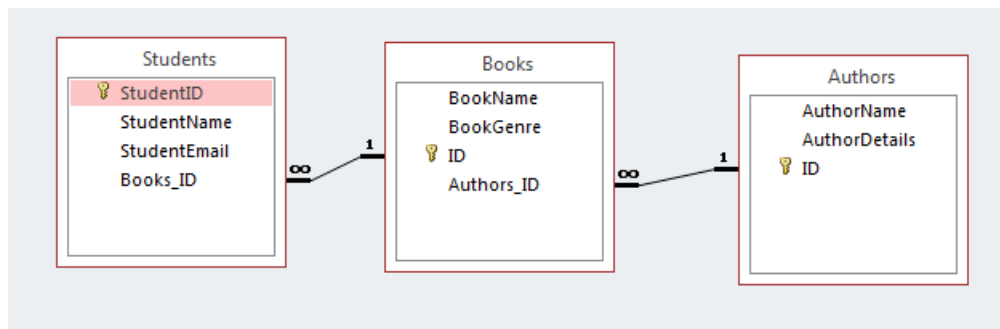 Students
StudentID
StudentName
StudentEmail
Books_ID
∞
1
Books
BookName
BookGenre
ID
Authors_ID
∞
1
Authors
AuthorName
AuthorDetails
ID